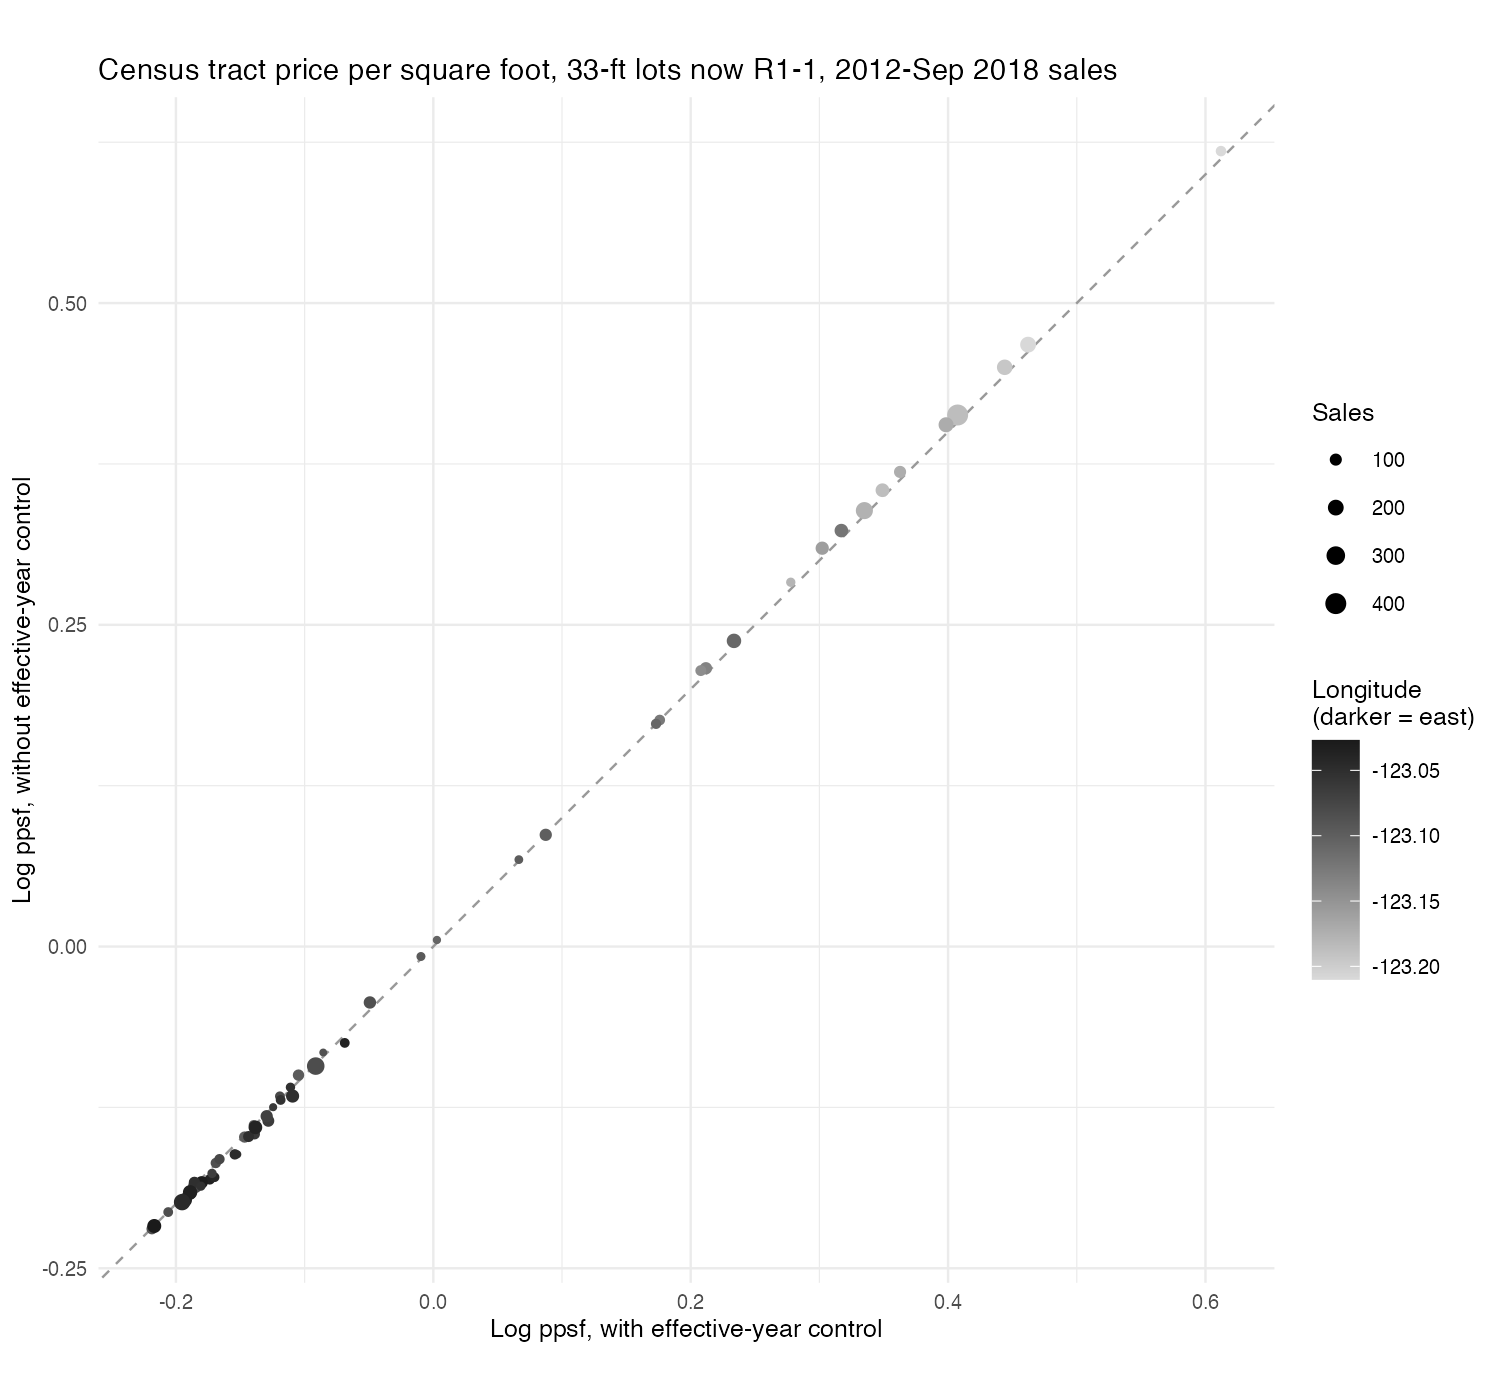 Census tract price per square foot, 33-ft lots now R1-1, 2012-Sep 2018 sales
Log ppsf, without effective-year control
0.50
0.25
0.00
-0.25
-0.2
0.0
0.2
0.4
0.6
Log ppsf, with effective-year control
Sales
100
200
300
400
Longitude
(darker = east)
-123.05
-123.10
-123.15
-123.20